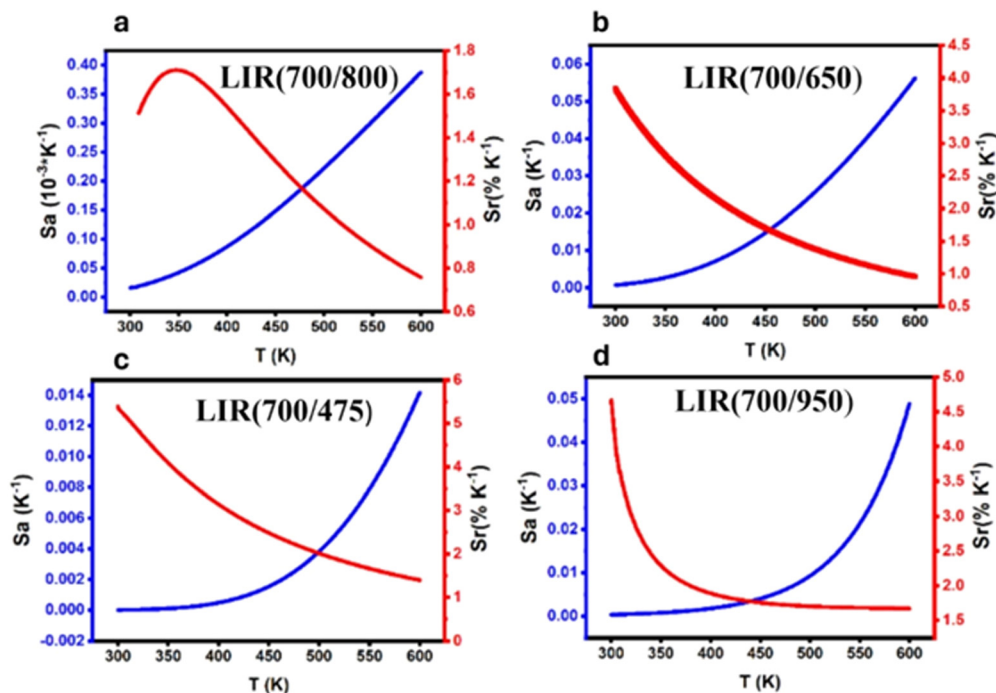 a
LIR(700/800)
Sa (10⁻³*K⁻¹)
0.40
0.35
0.30
0.25
0.20
0.15
0.10
0.05
0.00
300 350 400 450 500 550 600
T (K)
1.8
1.6
1.4
1.2
1.0
0.8
0.6
Sr(% K⁻¹)
b
LIR(700/650)
Sa (K⁻¹)
0.06
0.05
0.04
0.03
0.02
0.01
0.00
300 350 400 450 500 550 600
T (K)
4.5
4.0
3.5
3.0
2.5
2.0
1.5
1.0
0.5
Sr(% K⁻¹)
c
LIR(700/475)
Sa (K⁻¹)
0.014
0.012
0.010
0.008
0.006
0.004
0.002
0.000
-0.002
300 350 400 450 500 550 600
T (K)
6
5
4
3
2
1
0
Sr(% K⁻¹)
d
LIR(700/950)
Sa (K⁻¹)
0.05
0.04
0.03
0.02
0.01
0.00
300 350 400 450 500 550 600
T (K)
5.0
4.5
4.0
3.5
3.0
2.5
2.0
1.5
Sr(% K⁻¹)